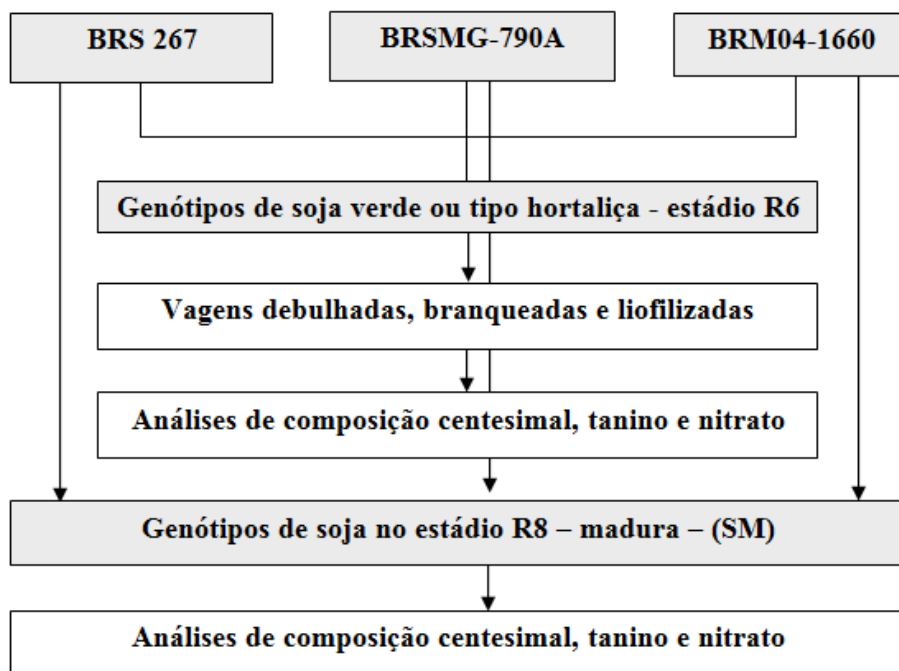 BRS 267
BRSMG-790A
BRM04-1660
Genótipos de soja verde ou tipo hortaliça - estádio R6
Vagens debulhadas, branqueadas e liofilizadas
Análises de composição centesimal, tanino e nitrato
Genótipos de soja no estádio R8 – madura – (SM)
Análises de composição centesimal, tanino e nitrato